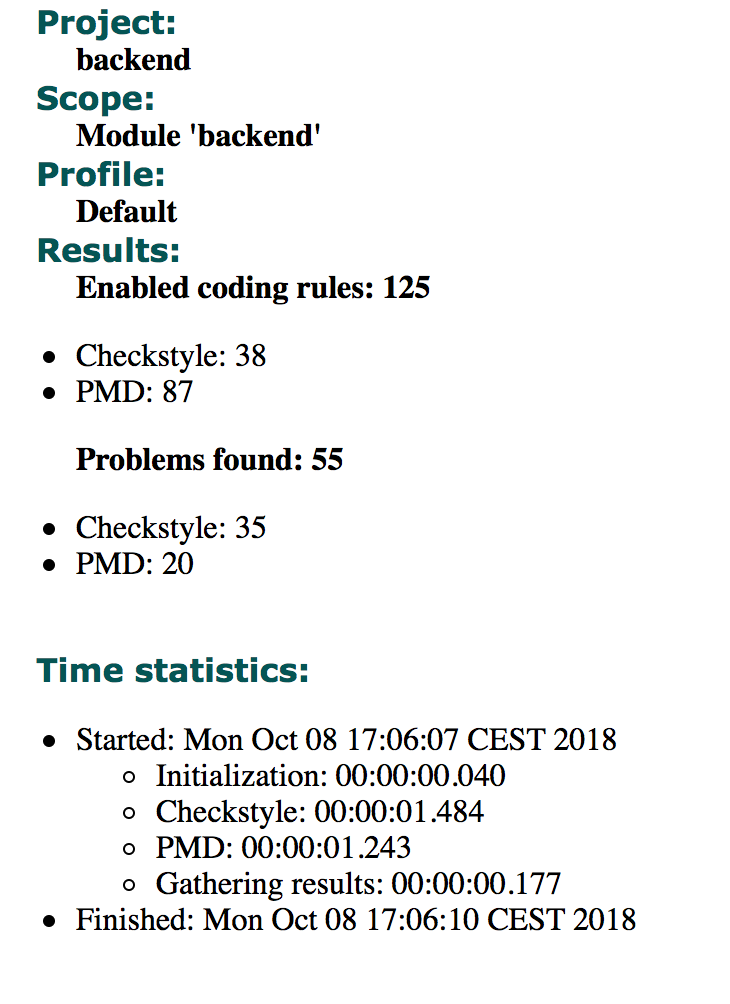 Project:
backend
Scope:
Module 'backend'
Profile:
Default
Results:
Enabled coding rules: 125
Checkstyle: 38
PMD: 87
Problems found: 55
Checkstyle: 35
PMD: 20
Time statistics:
Started: Mon Oct 08 17:06:07 CEST 2018
Initialization: 00:00:00.040
Checkstyle: 00:00:01.484
PMD: 00:00:01.243
Gathering results: 00:00:00.177
Finished: Mon Oct 08 17:06:10 CEST 2018